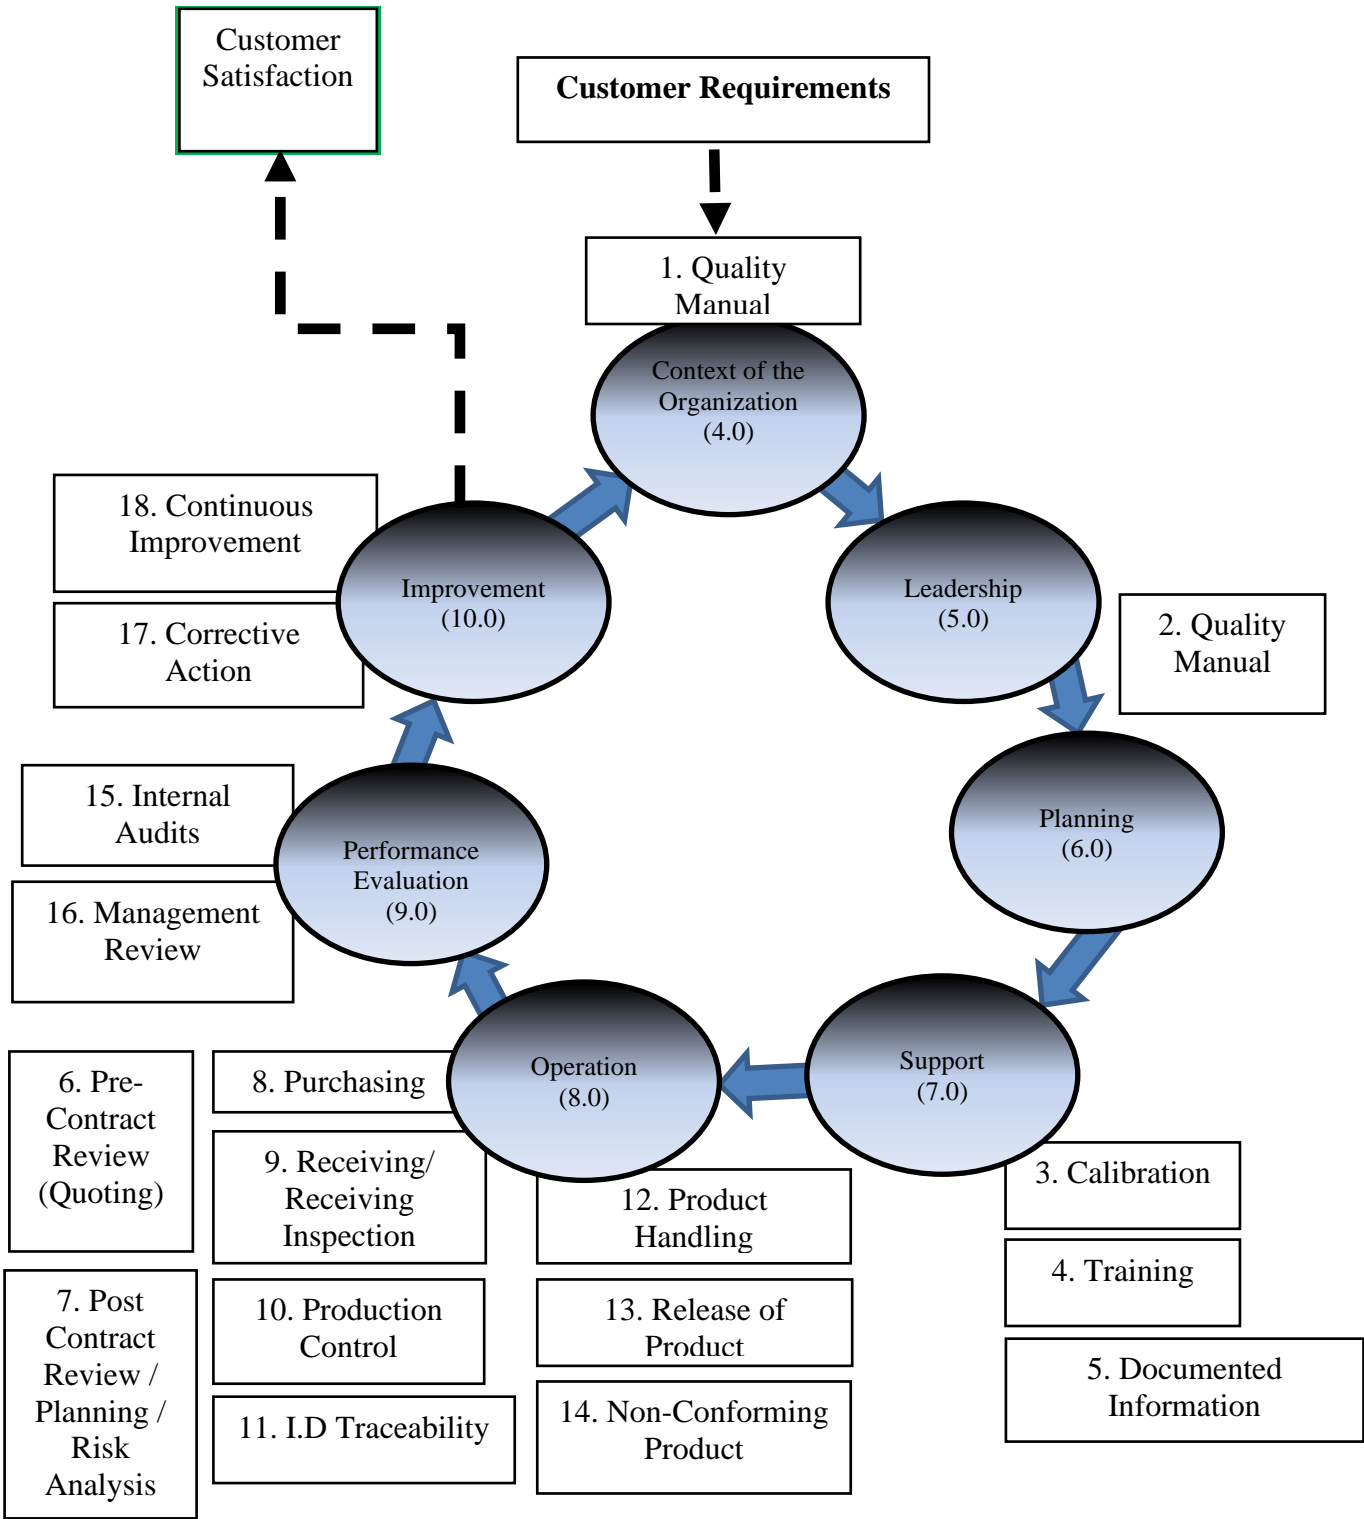 Customer
Satisfaction
Customer Requirements
1. Quality
Manual
Context of the
Organization
(4.0)
18. Continuous
Improvement
Improvement
(10.0)
Leadership
(5.0)
17. Corrective
Action
2. Quality
Manual
15. Internal
Audits
Planning
(6.0)
Performance
Evaluation
(9.0)
16. Management
Review
Operation
(8.0)
Support
(7.0)
6. Pre-
Contract
Review
(Quoting)
7. Post
Contract
Review /
Planning /
Risk
Analysis
8. Purchasing
9. Receiving/
Receiving
Inspection
10. Production
Control
11. I.D Traceability
12. Product
Handling
13. Release of
Product
14. Non-Conforming
Product
3. Calibration
4. Training
5. Documented
Information